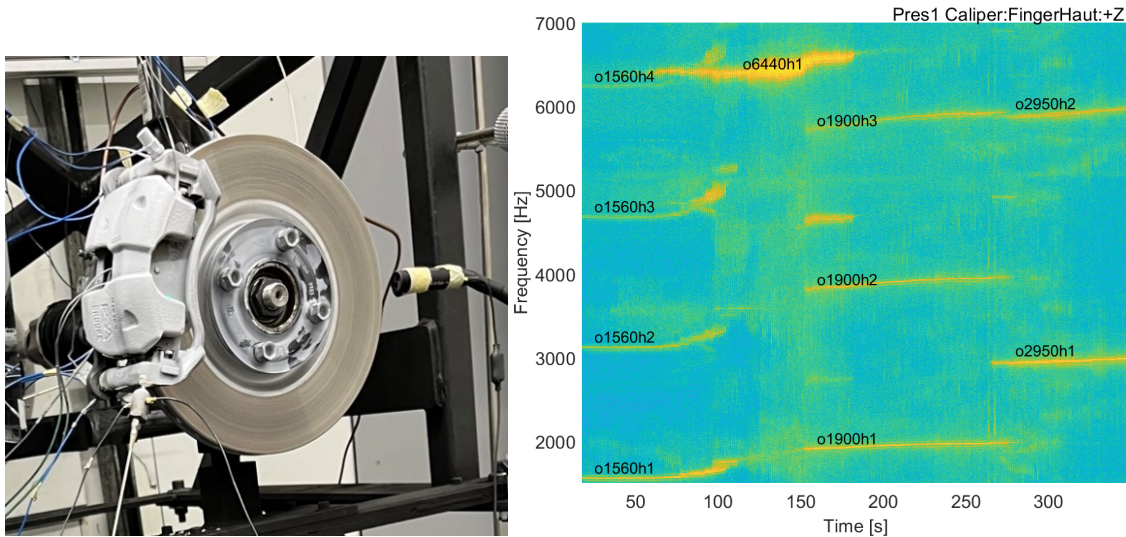 Pres1 Caliper:FingerHaut:+Z
7000
o6440h1
o1560h4
6000
o2950h2
o1900h3
5000
o1560h3
Frequency [Hz]
4000
o1900h2
o1560h2
3000
o2950h1
2000
o1900h1
o1560h1
50 100 150 200 250 300
Time [s]